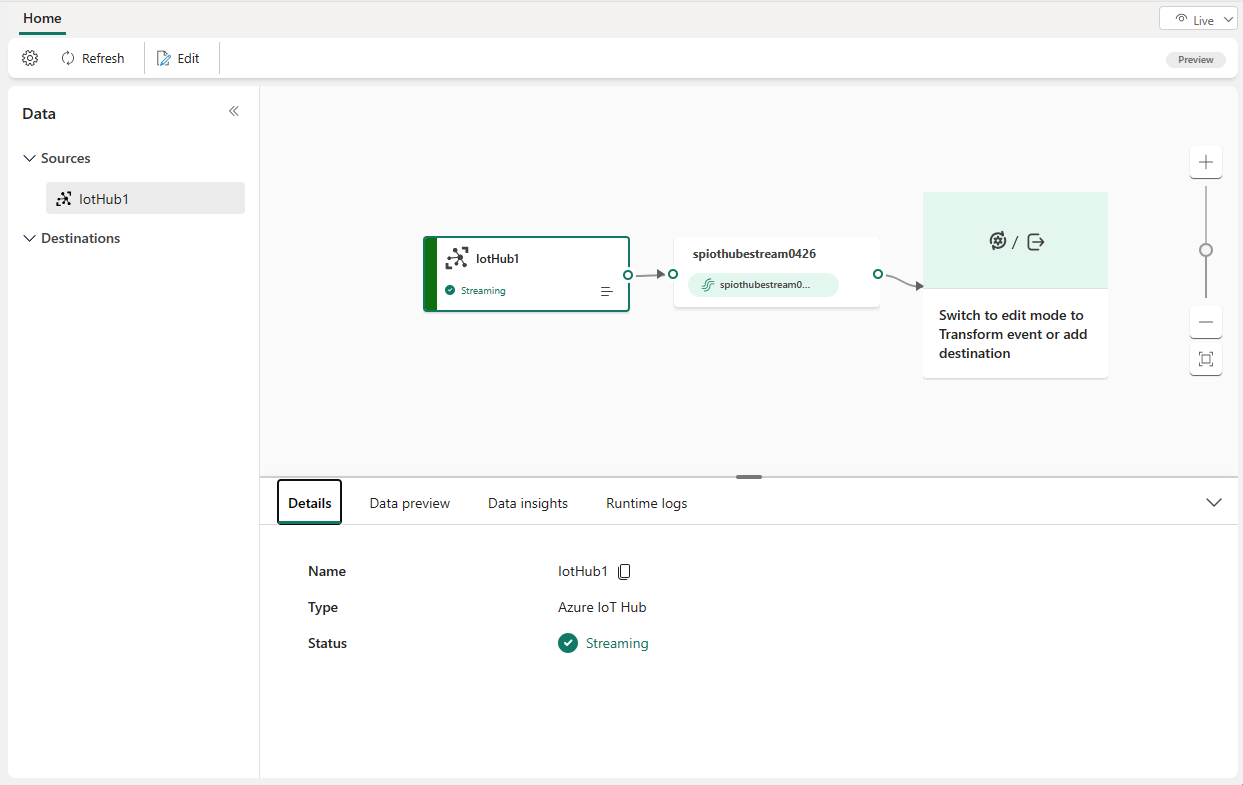 Home
Live
Refresh
Edit
Preview
Data
Sources
IotHub1
Destinations
IotHub1
Streaming
spiothubestream0426
spiothubestream0...
/
Switch to edit mode to
Transform event or add
destination
Details
Data preview
Data insights
Runtime logs
Name
IotHub1
Type
Azure IoT Hub
Status
Streaming